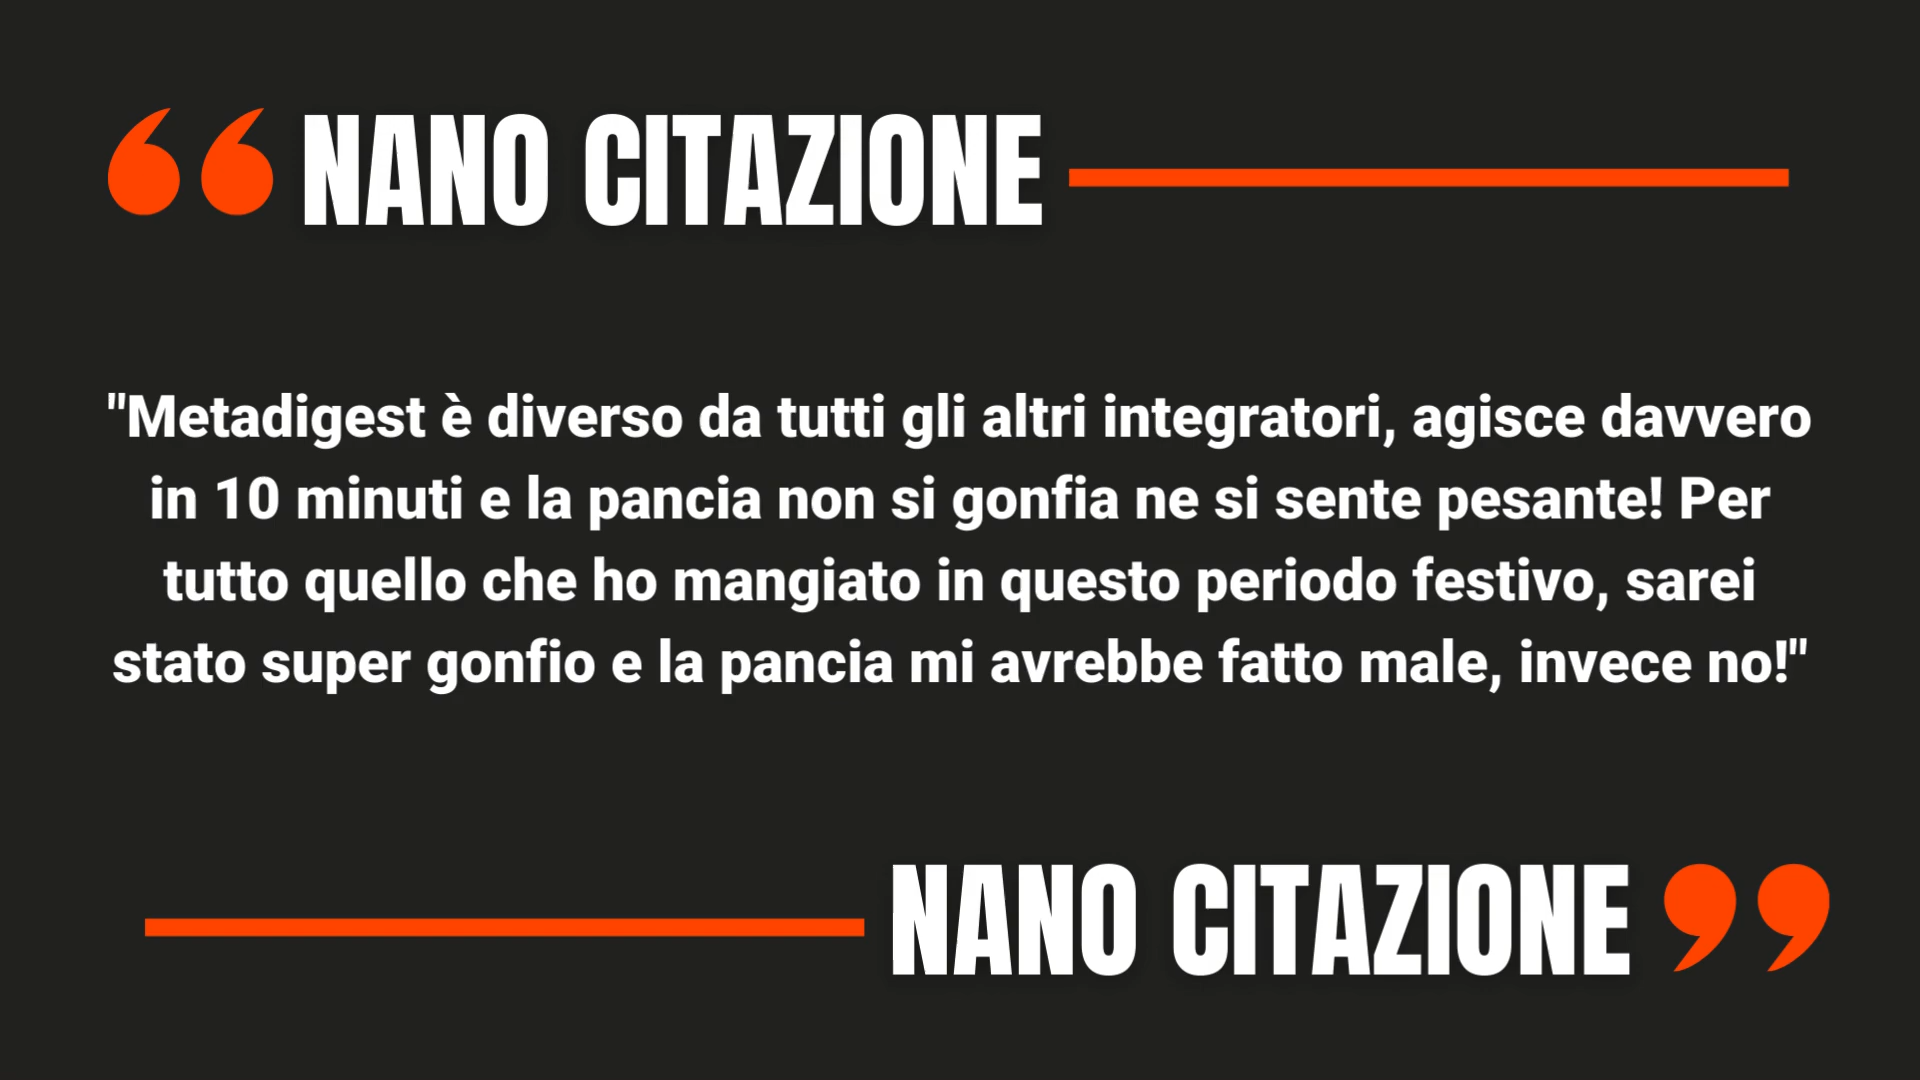 NANO CITAZIONE
"Metadigest è diverso da tutti gli altri integratori, agisce davvero
in 10 minuti e la pancia non si gonfia ne si sente pesante! Per
tutto quello che ho mangiato in questo periodo festivo, sarei
stato super gonfio e la pancia mi avrebbe fatto male, invece no!"
NANO CITAZIONE